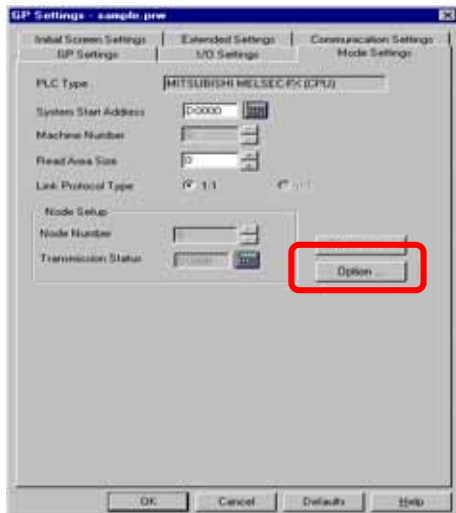 GP Settings - sample.prw
Initial Screen Settings Extended Settings Communication Settings
GP Settings I/O Settings Mode Settings
PLC Type MITSUBISHI MELSEC-FX (CPU)
System Start Address D0000
Machine Number
Read Area Size 0
Link Protocol Type 1:1 n:1
Node Setup
Node Number
Transmission Status
Option ...
OK Cancel Defaults Help